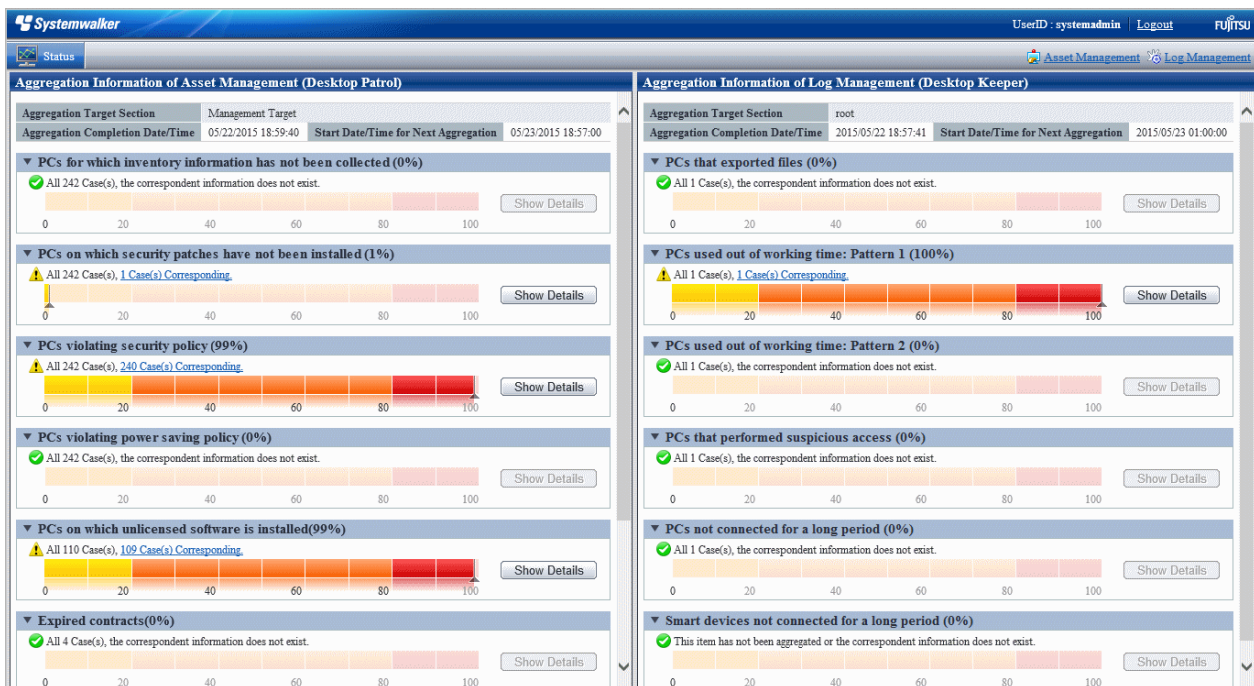 Systemwalker
UserID : systemadmin Logout FUJITSU
Status
Asset Management Log Management
Aggregation Information of Asset Management (Desktop Patrol)
Aggregation Target Section Management Target
Aggregation Completion Date/Time 05/22/2015 18:59:40 Start Date/Time for Next Aggregation 05/23/2015 18:57:00
PCs for which inventory information has not been collected (0%)
All 242 Case(s), the correspondent information does not exist.
Show Details
0 20 40 60 80 100
PCs on which security patches have not been installed (1%)
All 242 Case(s), 1 Case(s) Corresponding.
Show Details
0 20 40 60 80 100
PCs violating security policy (99%)
All 242 Case(s), 240 Case(s) Corresponding.
Show Details
0 20 40 60 80 100
PCs violating power saving policy (0%)
All 242 Case(s), the correspondent information does not exist.
Show Details
0 20 40 60 80 100
PCs on which unlicensed software is installed(99%)
All 110 Case(s), 109 Case(s) Corresponding.
Show Details
0 20 40 60 80 100
Expired contracts(0%)
All 4 Case(s), the correspondent information does not exist.
Show Details
0 20 40 60 80 100
Aggregation Information of Log Management (Desktop Keeper)
Aggregation Target Section root
Aggregation Completion Date/Time 2015/05/22 18:57:41 Start Date/Time for Next Aggregation 2015/05/23 01:00:00
PCs that exported files (0%)
All 1 Case(s), the correspondent information does not exist.
Show Details
0 20 40 60 80 100
PCs used out of working time: Pattern 1 (100%)
All 1 Case(s), 1 Case(s) Corresponding.
Show Details
0 20 40 60 80 100
PCs used out of working time: Pattern 2 (0%)
All 1 Case(s), the correspondent information does not exist.
Show Details
0 20 40 60 80 100
PCs that performed suspicious access (0%)
All 1 Case(s), the correspondent information does not exist.
Show Details
0 20 40 60 80 100
PCs not connected for a long period (0%)
All 1 Case(s), the correspondent information does not exist.
Show Details
0 20 40 60 80 100
Smart devices not connected for a long period (0%)
This item has not been aggregated or the correspondent information does not exist.
Show Details
0 20 40 60 80 100